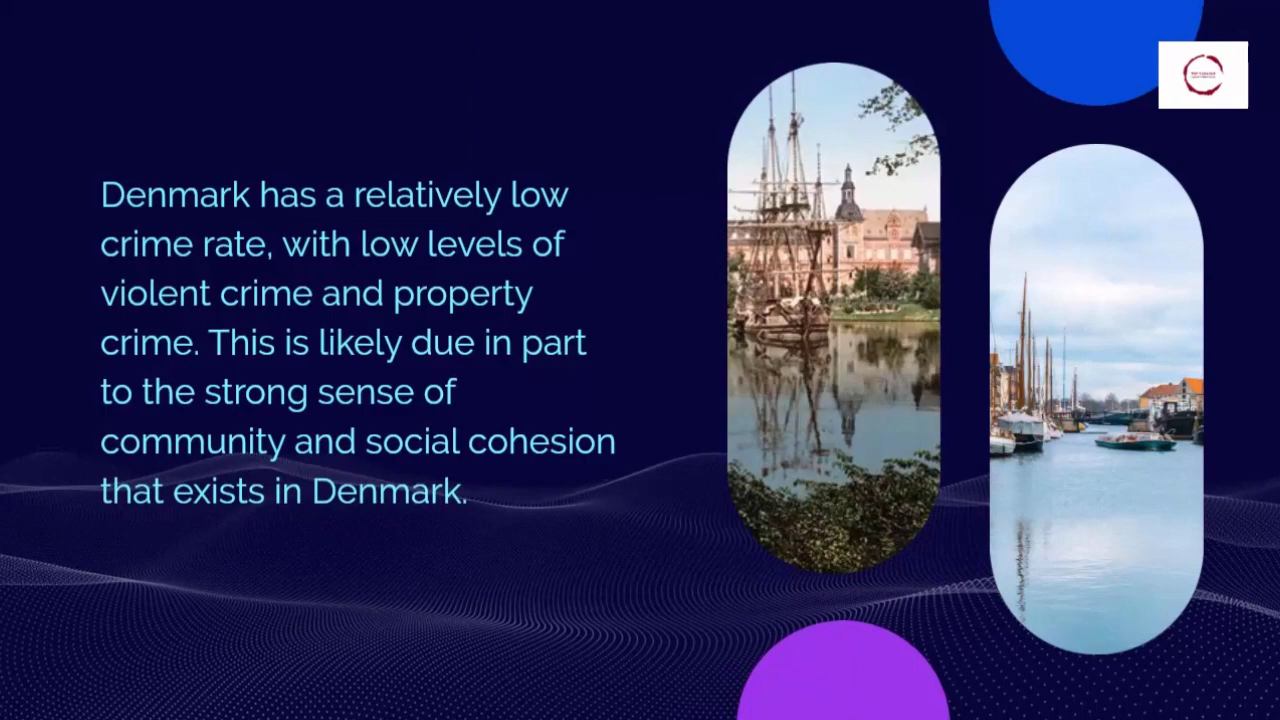 Denmark has a relatively low
crime rate, with low levels of
violent crime and property
crime. This is likely due in part
to the strong sense of
community and social cohesion
that exists in Denmark.